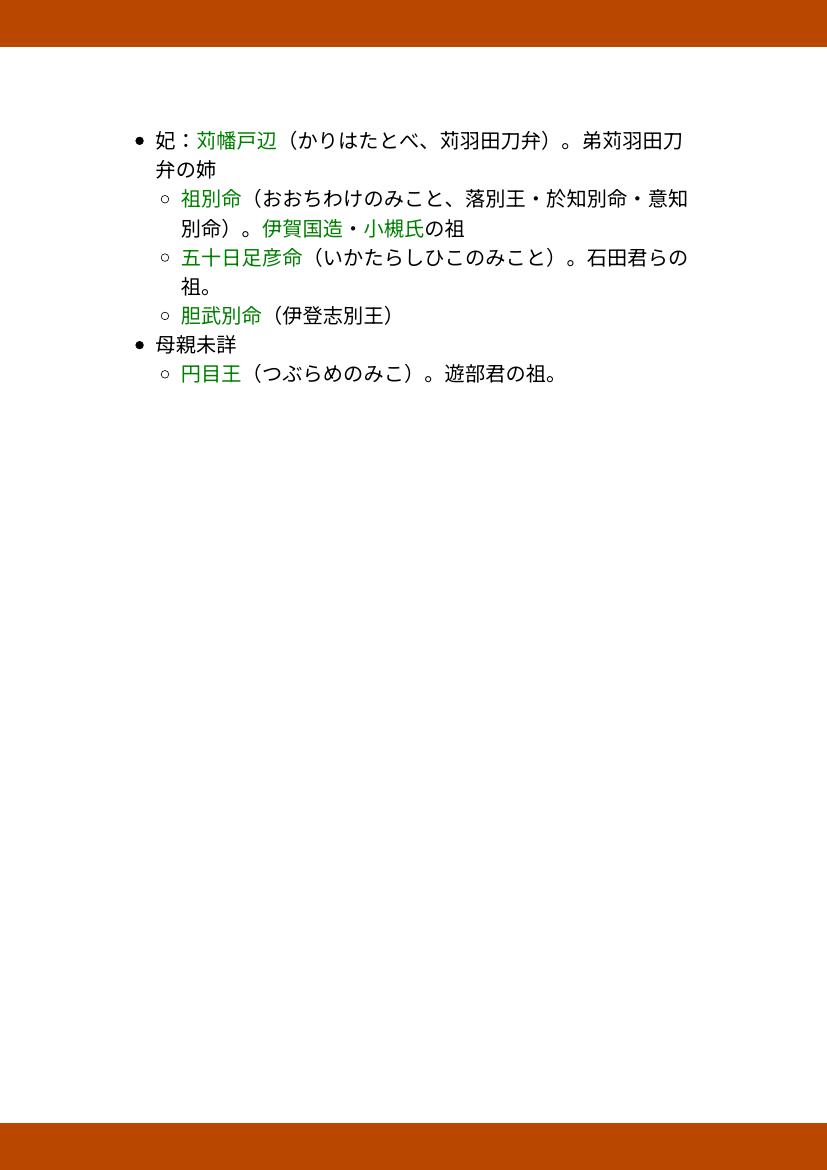 妃：苅幡戸辺（かりはたとべ、苅羽田刀弁）。弟苅羽田刀
弁の姉
祖別命（おおちわけのみこと、落別王・於知別命・意知
別命）。伊賀国造・小槻氏の祖
五十日足彦命（いかたらしひこのみこと）。石田君らの
祖。
胆武別命（伊登志別王）
母親未詳
円目王（つぶらめのみこ）。遊部君の祖。